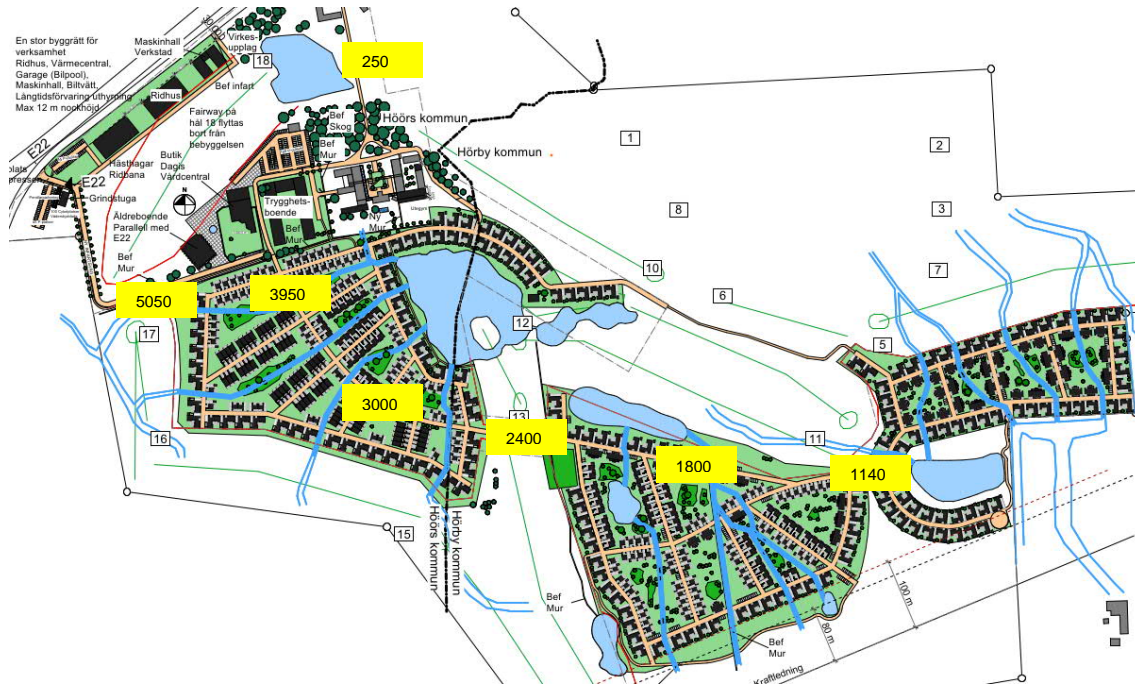 En stor byggrätt för
verksamhet
Ridhus, Värmecentral,
Garage (Bilpool),
Maskinhall, Biltvätt,
Långtidsförvaring uthyrning
Max 12 m nockhöjd
Maskinhall
Verkstad
Virkes-
upplag
18
250
Bef infart
Ridhus
Fairway på
hål 18 flyttas
bort från
bebyggelsen
Bef
Skog
Höörs kommun
Hörby kommun
Bef
Mur
E22
E22
Hästhagar
Ridbana
Butik
Dagis
Vårdcentral
Grindstuga
N
Trygghets-
boende
Äldreboende
Parallell med
E22
Bef
Mur
Bef
Mur
Ny
Mur
1
2
8
3
10
7
6
5050
3950
12
17
5
3000
13
2400
16
11
1800
1140
15
Höörs kommun
Hörby kommun
Bef
Mur
Bef
Mur
100 m
80 m
Kraftledning